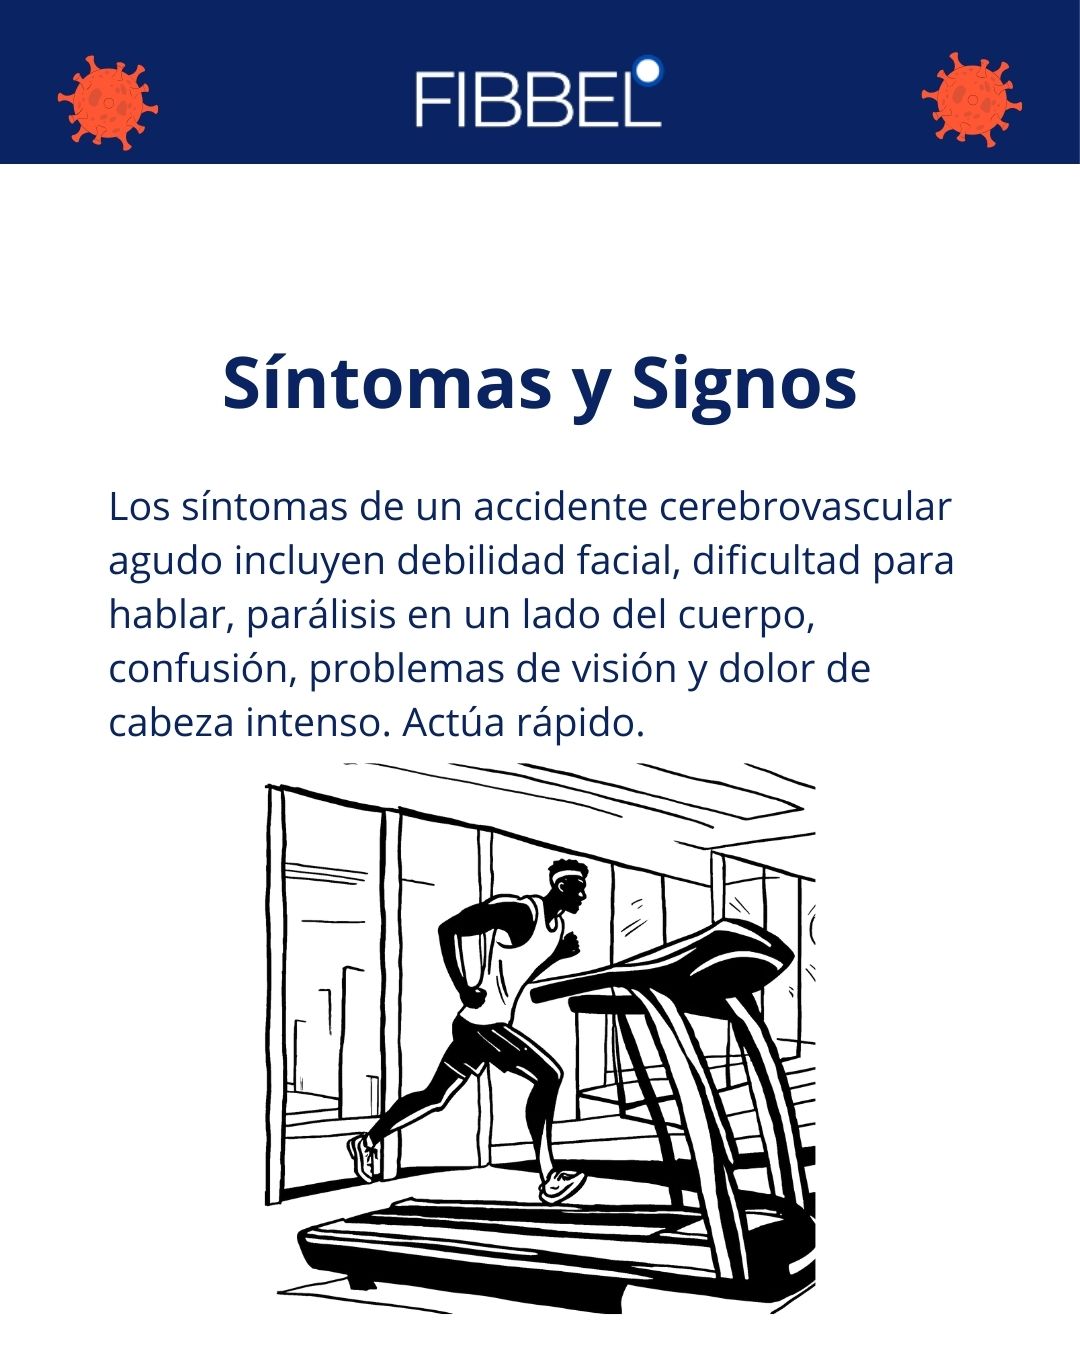 FIBBEL
Síntomas y Signos
Los síntomas de un accidente cerebrovascular
agudo incluyen debilidad facial, dificultad para
hablar, parálisis en un lado del cuerpo,
confusión, problemas de visión y dolor de
cabeza intenso. Actúa rápido.